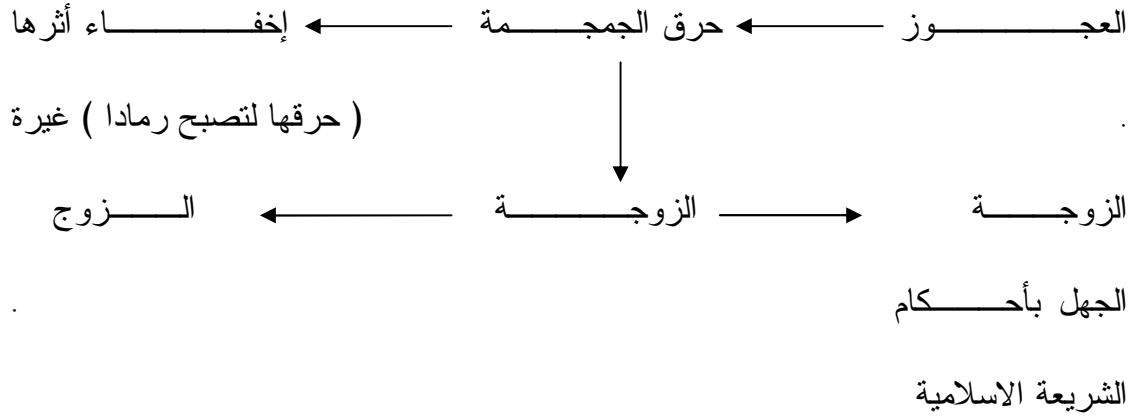 العجوز حرق الجمجمة إخفاء أثرها
. ( حرقها لتصبح رمادا ) غيرة
الزوجة الزوجة الزوج
الجهل بأحكام .
الشريعة الاسلامية